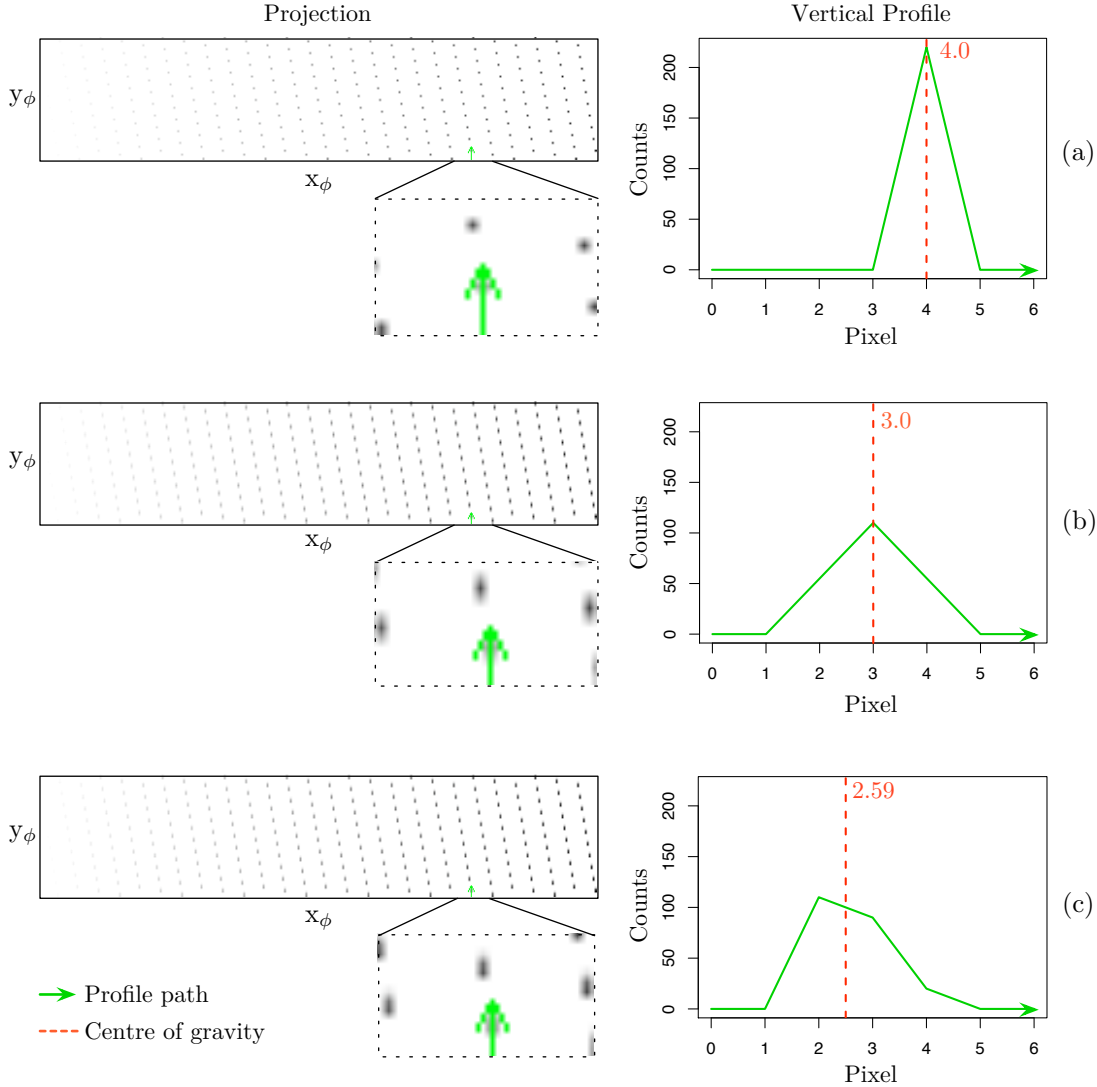 Projection
Vertical Profile
y_ϕ
x_ϕ
4.0
Counts
0
50
100
150
200
0 1 2 3 4 5 6
Pixel
(a)
y_ϕ
x_ϕ
3.0
Counts
0
50
100
150
200
0 1 2 3 4 5 6
Pixel
(b)
y_ϕ
x_ϕ
2.59
Counts
0
50
100
150
200
0 1 2 3 4 5 6
Pixel
(c)
Profile path
Centre of gravity